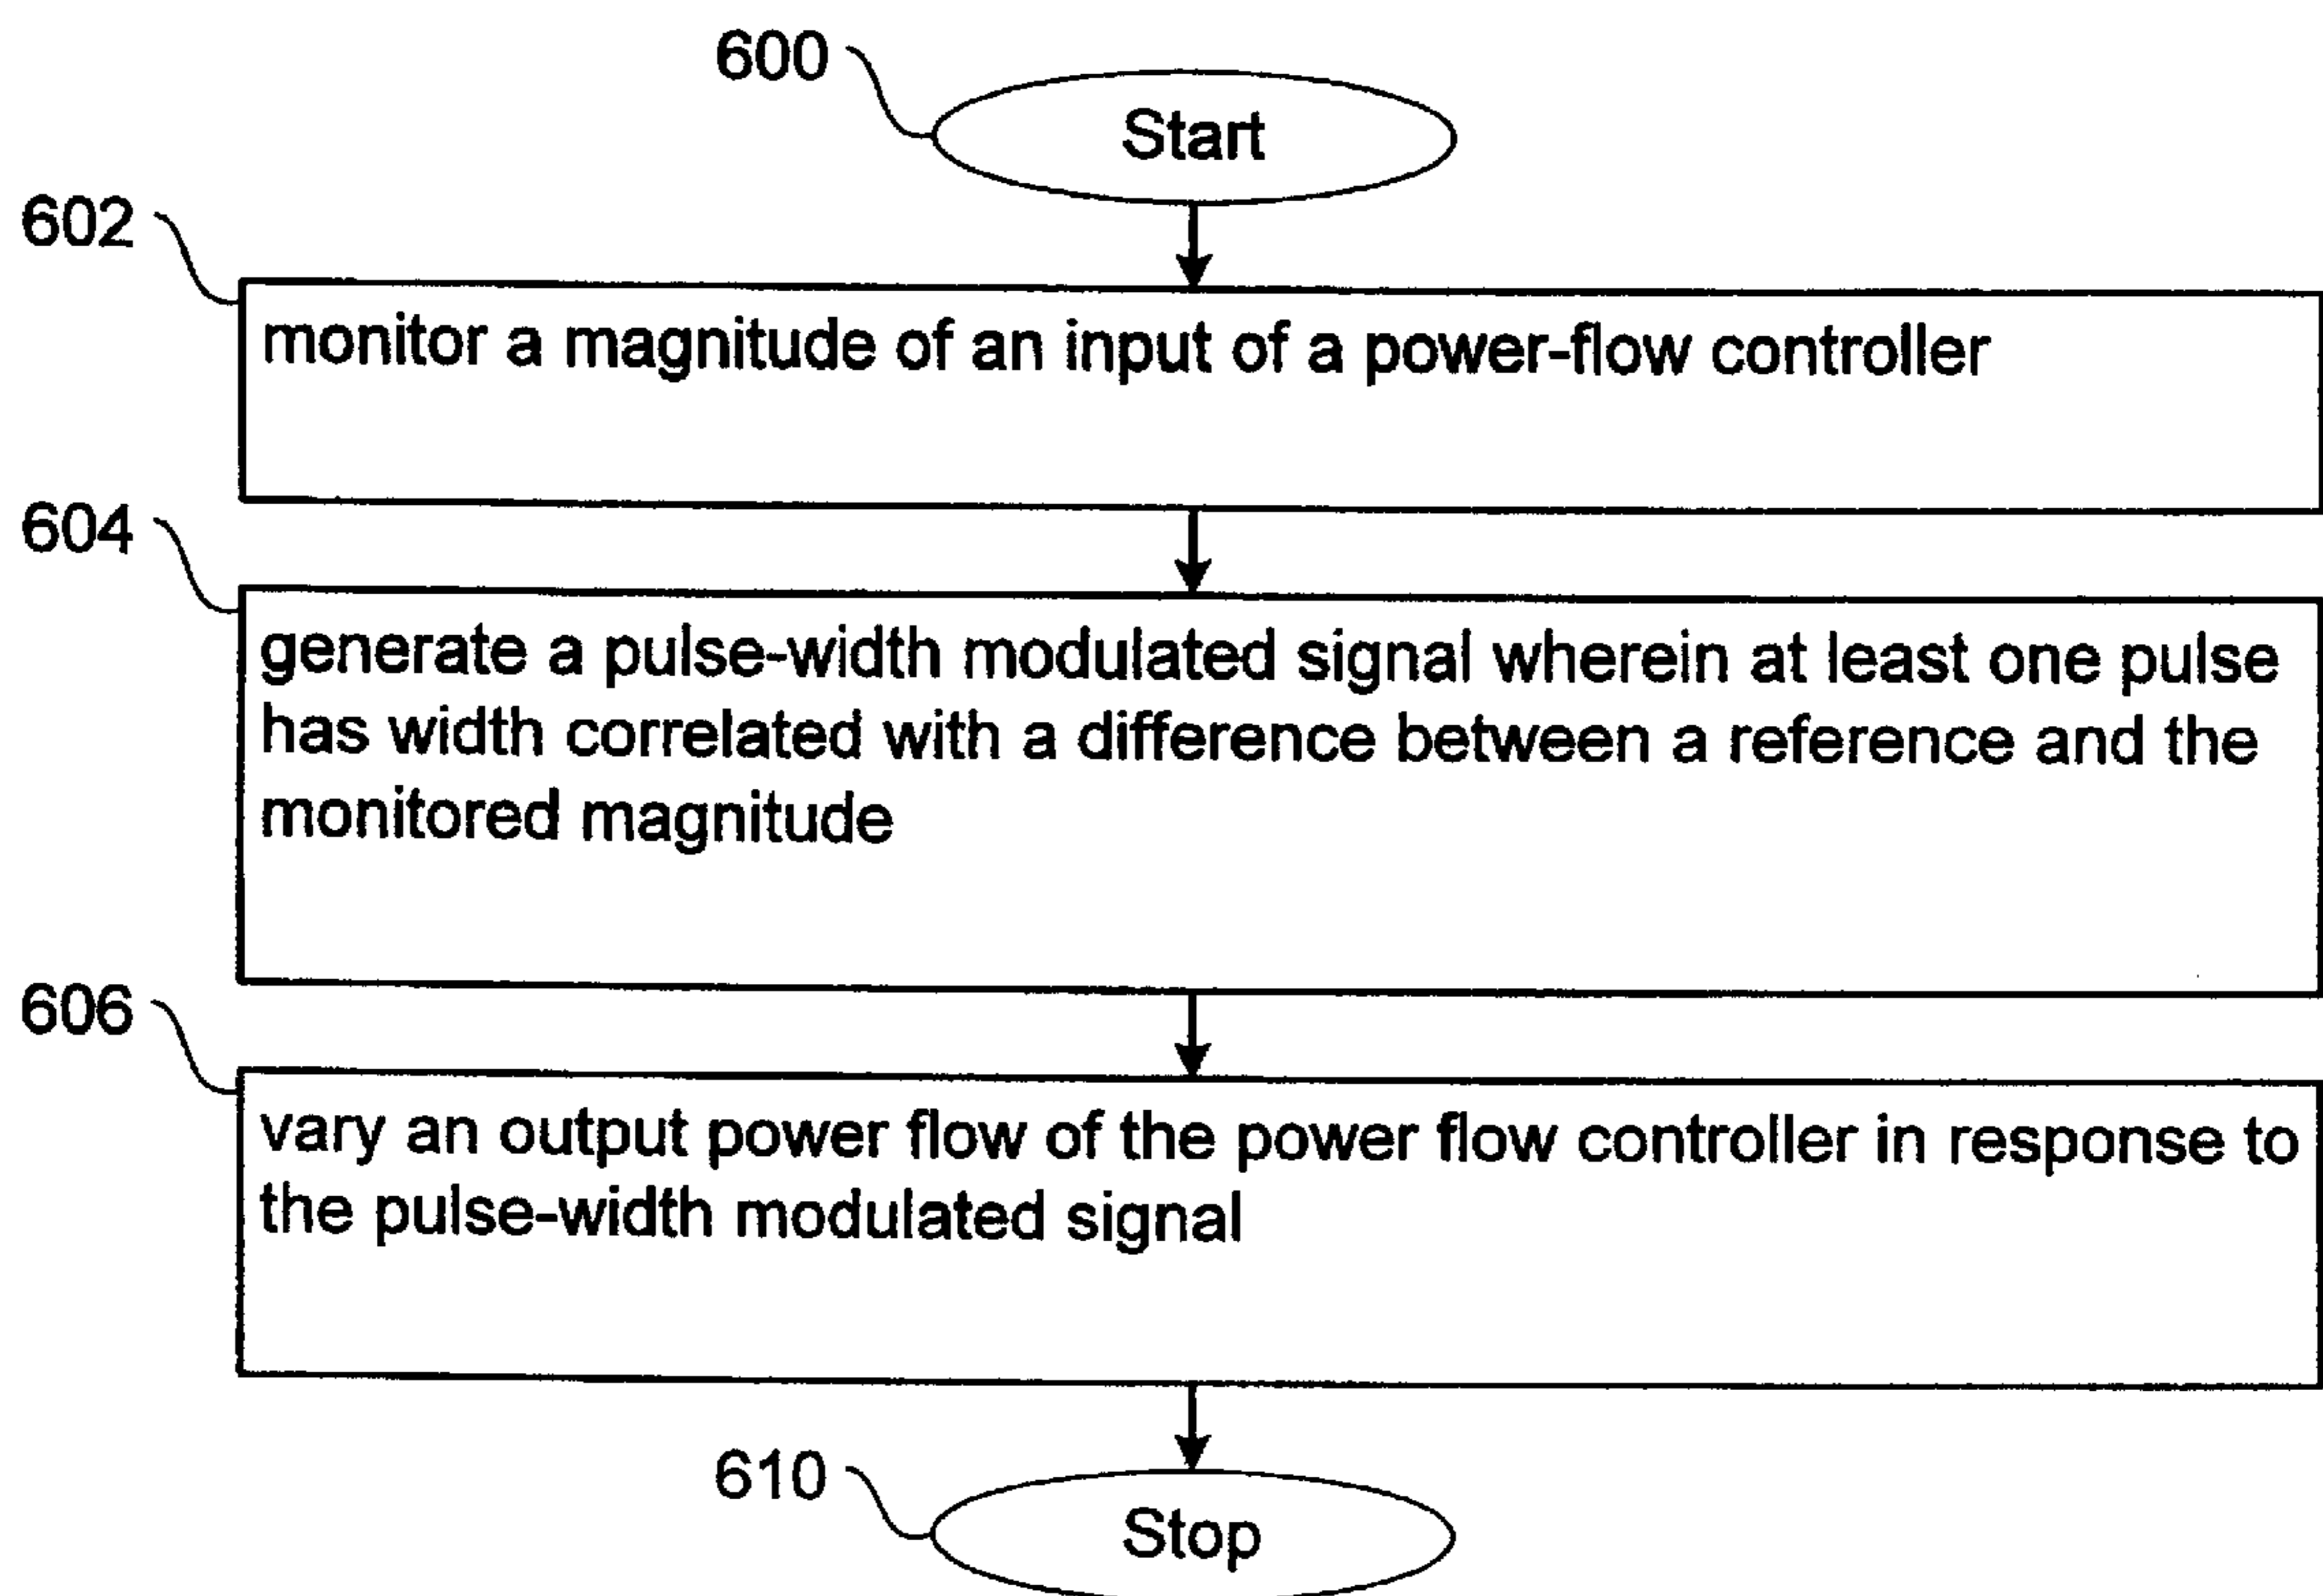 600
Start
602
monitor a magnitude of an input of a power-flow controller
604
generate a pulse-width modulated signal wherein at least one pulse
has width correlated with a difference between a reference and the
monitored magnitude
606
vary an output power flow of the power flow controller in response to
the pulse-width modulated signal
610
Stop